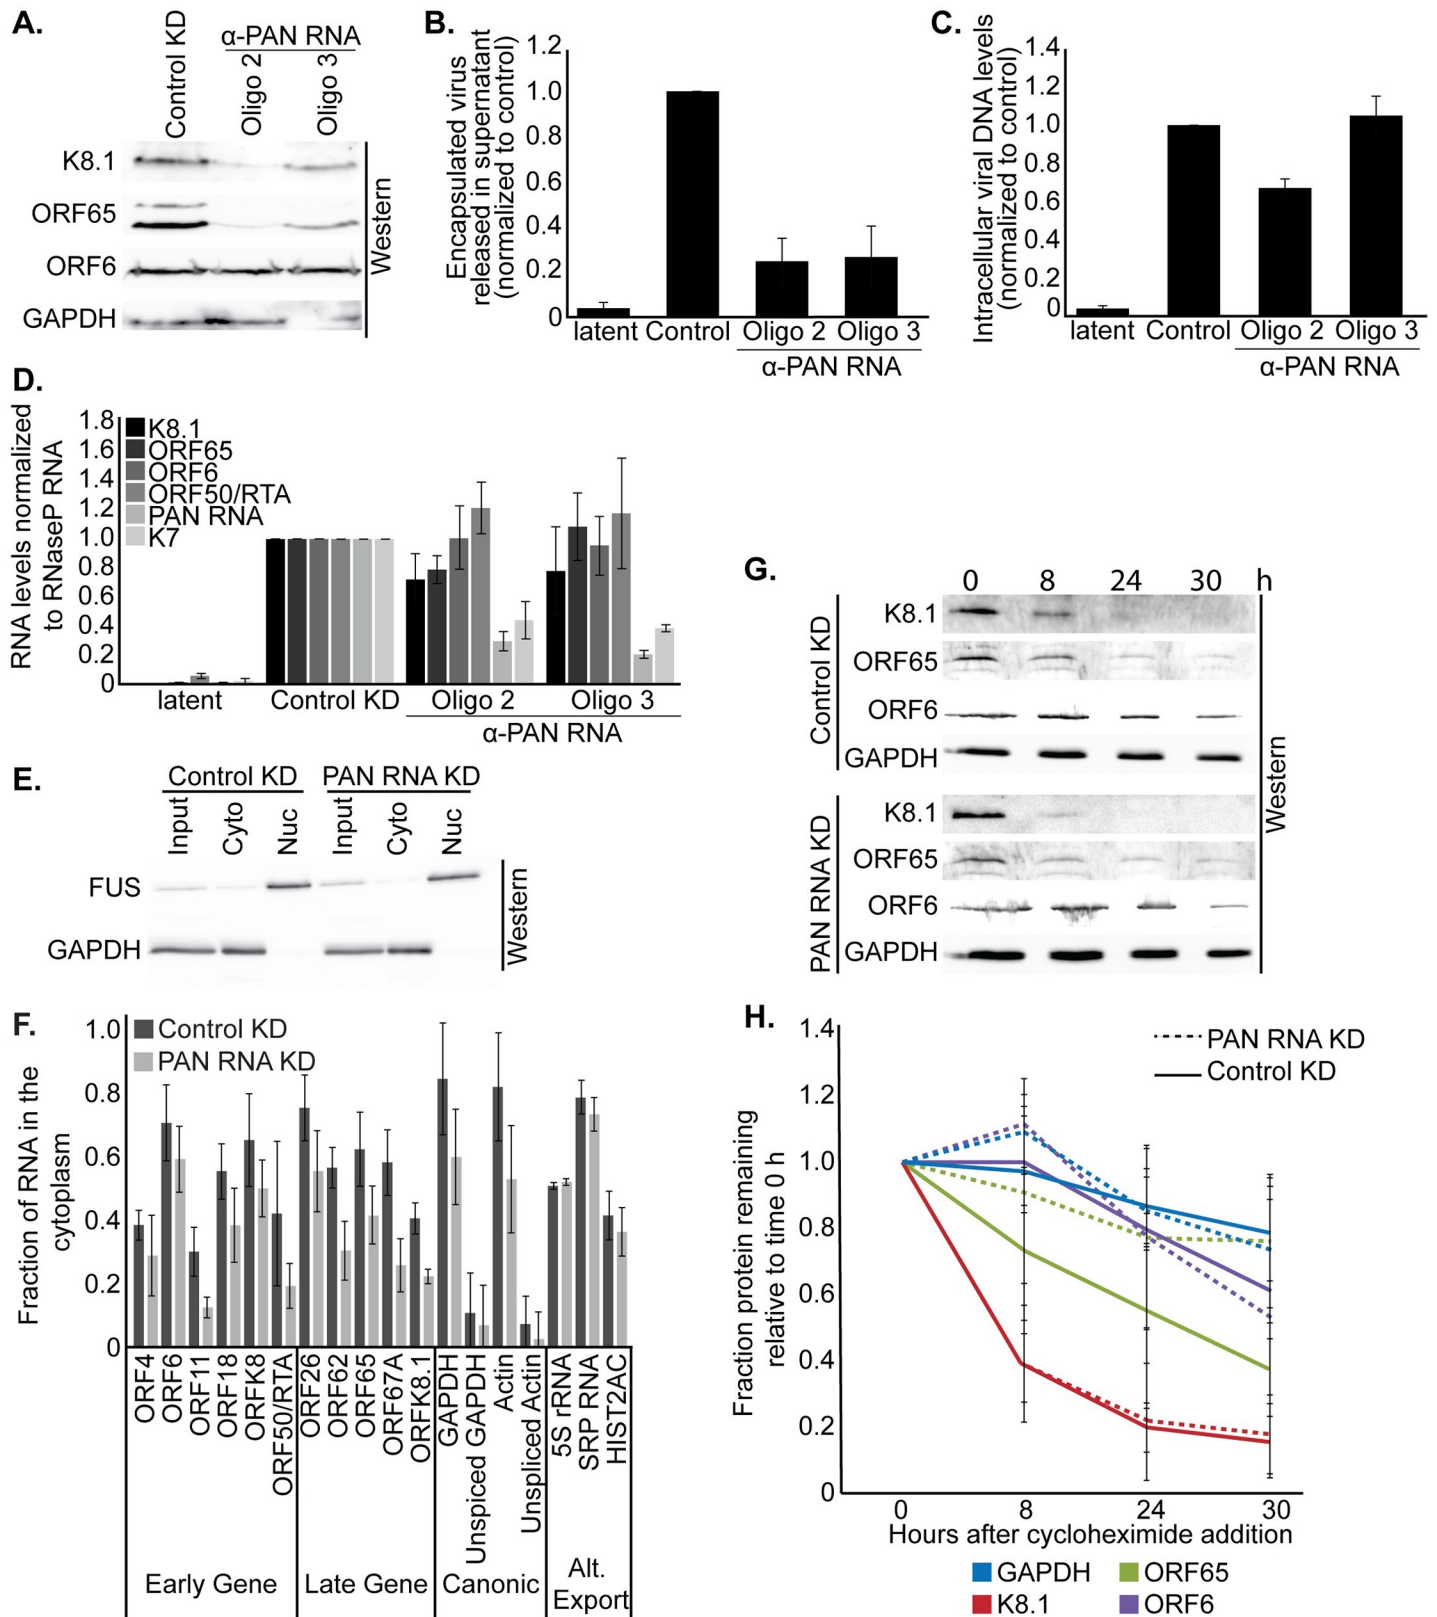 A.
Control KD
α-PAN RNA
Oligo 2
Oligo 3
K8.1
ORF65
ORF6
GAPDH
Western
B.
Encapsulated virus
released in supernatant
(normalized to control)
1.2
1.0
0.8
0.6
0.4
0.2
0
latent
Control
Oligo 2
Oligo 3
α-PAN RNA
C.
Intracellular viral DNA levels
(normalized to control)
1.4
1.2
1.0
0.8
0.6
0.4
0.2
0
latent
Control
Oligo 2
Oligo 3
α-PAN RNA
D.
RNA levels normalized
to RNaseP RNA
1.8
1.6
1.4
1.2
1.0
0.8
0.6
0.4
0.2
0
K8.1
ORF65
ORF6
ORF50/RTA
PAN RNA
K7
latent
Control KD
Oligo 2
Oligo 3
α-PAN RNA
E.
Control KD
PAN RNA KD
Input
Cyto
Nuc
Input
Cyto
Nuc
FUS
GAPDH
Western
F.
Fraction of RNA in the
cytoplasm
1.0
0.8
0.6
0.4
0.2
0
Control KD
PAN RNA KD
ORF4
ORF6
ORF11
ORF18
ORFK8
ORF50/RTA
ORF26
ORF62
ORF65
ORF67A
ORFK8.1
GAPDH
Unspiced GAPDH
Actin
Unspliced Actin
5S rRNA
SRP RNA
HIST2AC
Early Gene
Late Gene
Canonic
Alt.
Export
G.
0 8 24 30 h
Control KD
K8.1
ORF65
ORF6
GAPDH
PAN RNA KD
K8.1
ORF65
ORF6
GAPDH
Western
H.
Fraction protein remaining
relative to time 0 h
1.4
1.2
1.0
0.8
0.6
0.4
0.2
0
PAN RNA KD
Control KD
0 8 24 30
Hours after cycloheximide addition
GAPDH
ORF65
K8.1
ORF6